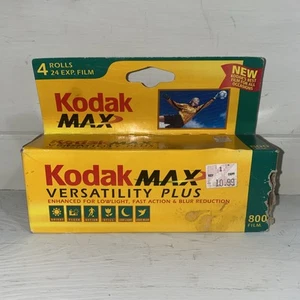 4 ROLLS
24 EXP. FILM
NEW
Kodak
MAX
Kodak MAX
VERSATILITY PLUS
ENHANCED FOR LOWLIGHT, FAST ACTION & BLUR REDUCTION
10.99
800
FILM